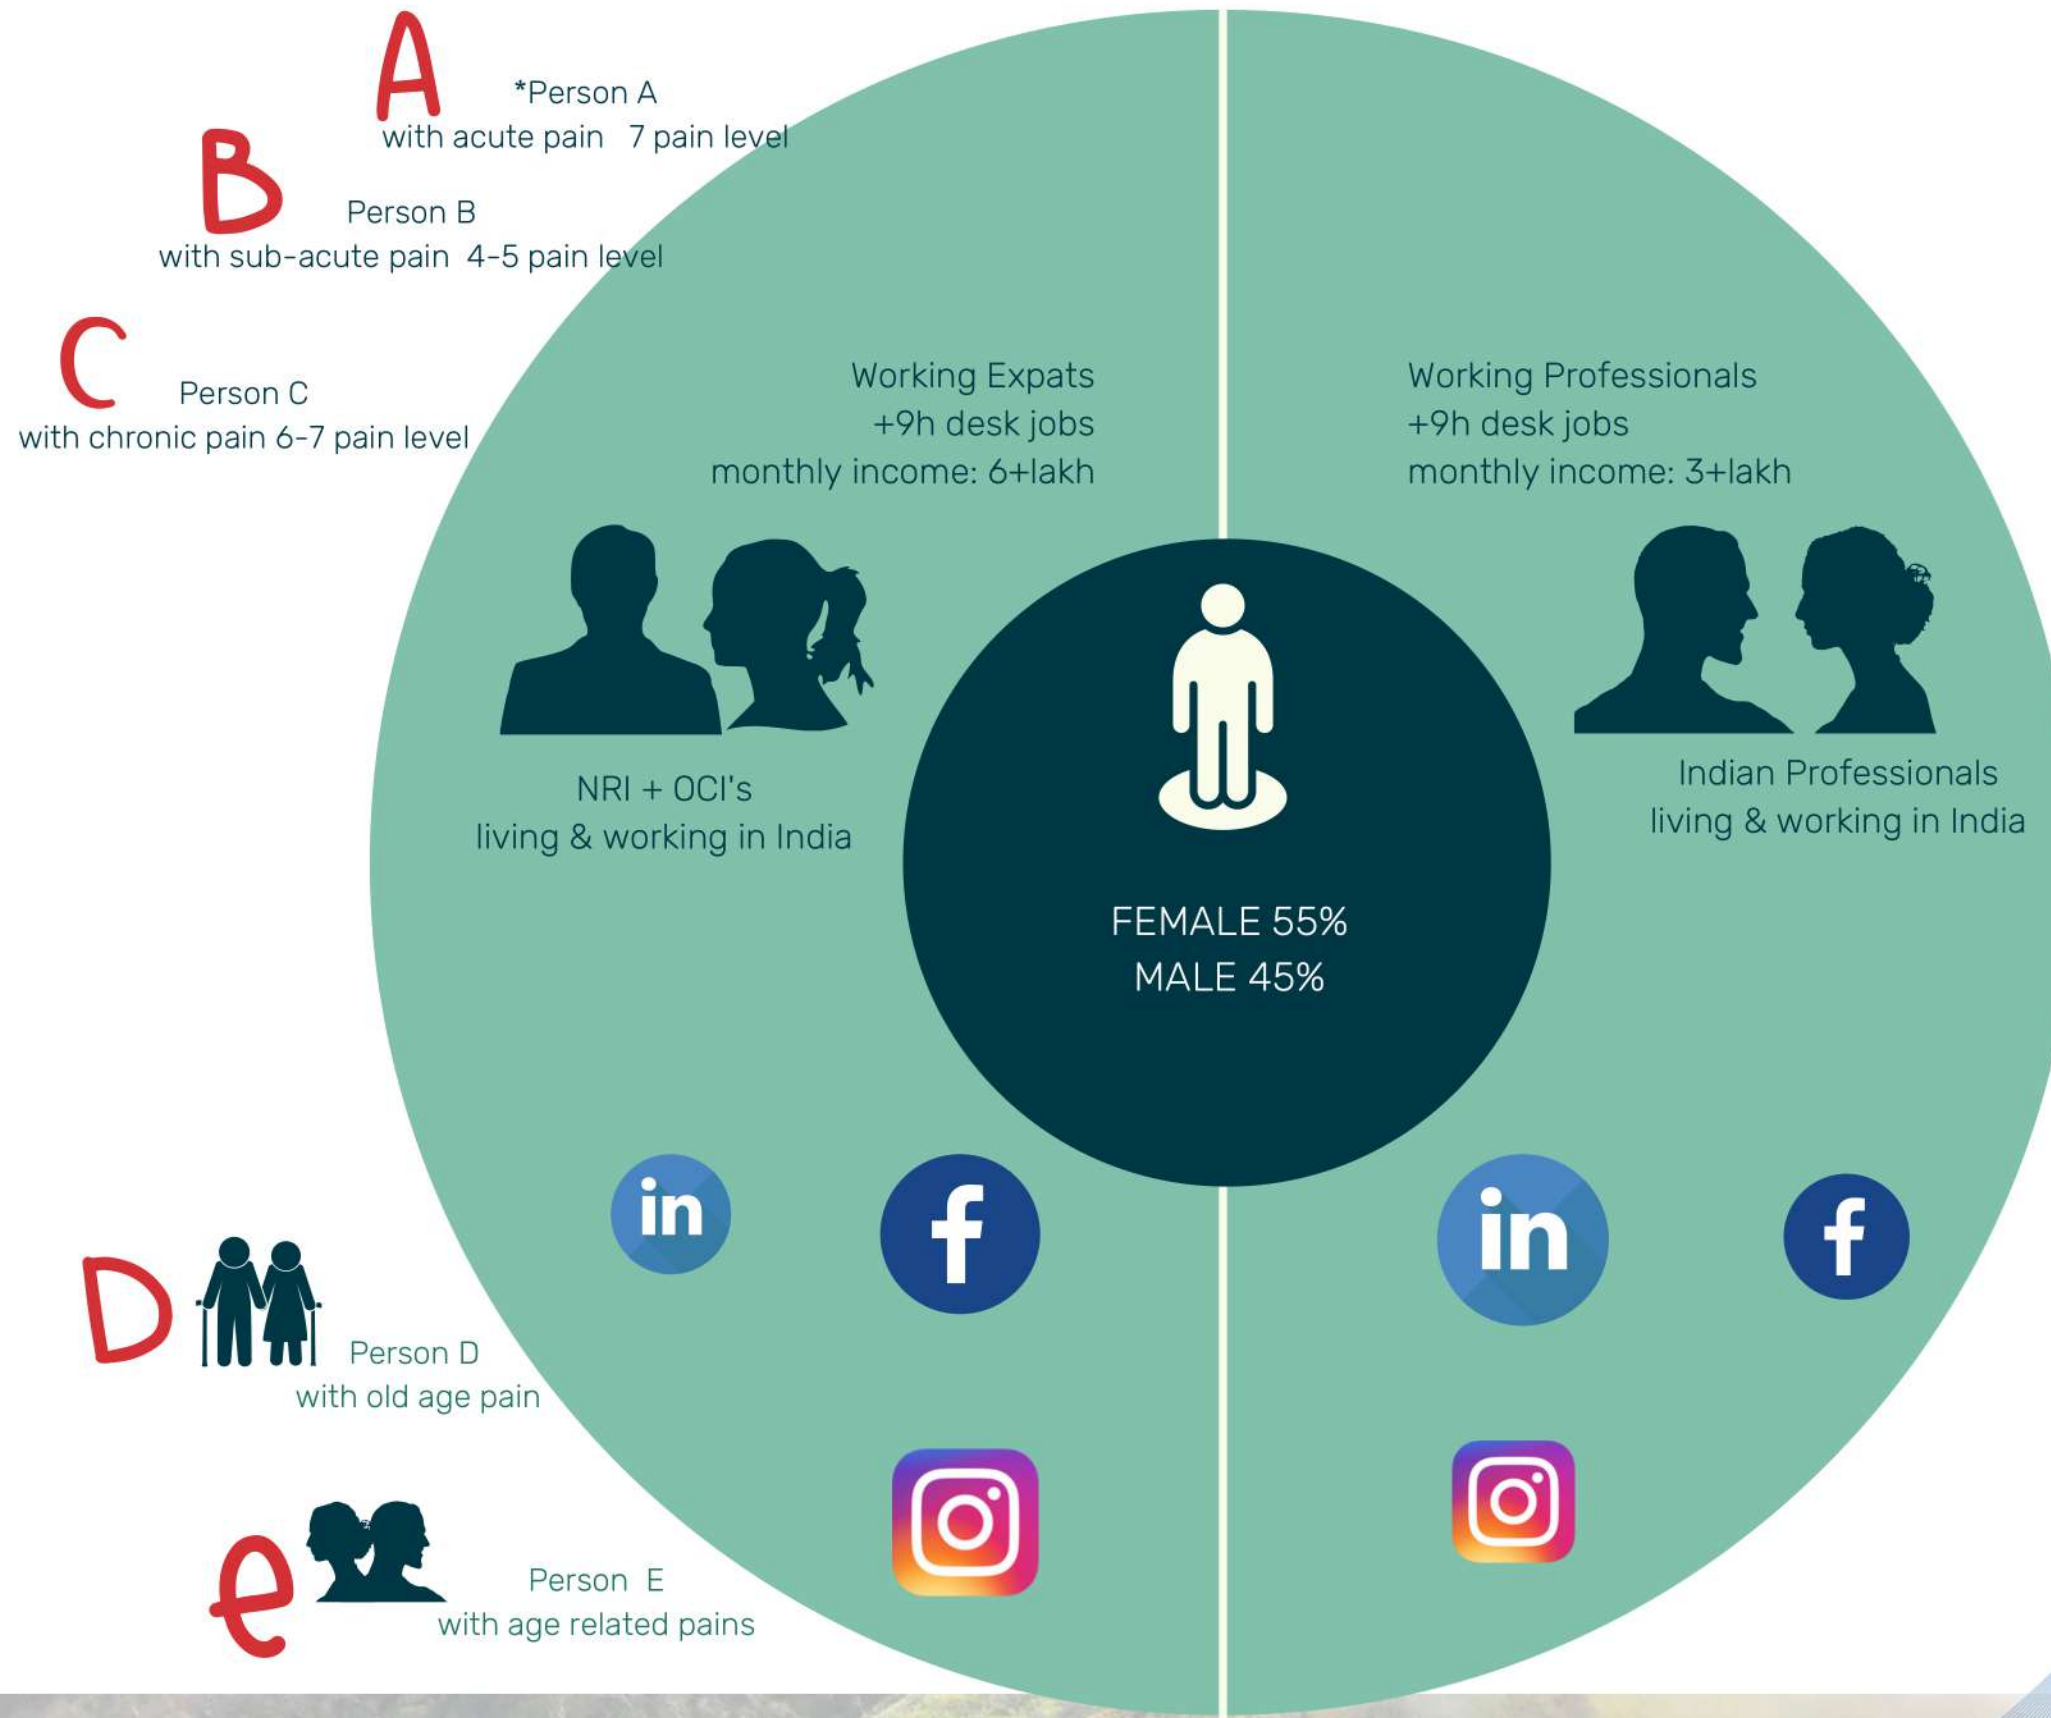 A
*Person A
with acute pain 7 pain level
B
Person B
with sub-acute pain 4-5 pain level
C
Person C
with chronic pain 6-7 pain level
Working Expats
+9h desk jobs
monthly income: 6+lakh
Working Professionals
+9h desk jobs
monthly income: 3+lakh
NRI + OCI's
living & working in India
Indian Professionals
living & working in India
FEMALE 55%
MALE 45%
in
f
in
f
D
Person D
with old age pain
e
Person E
with age related pains